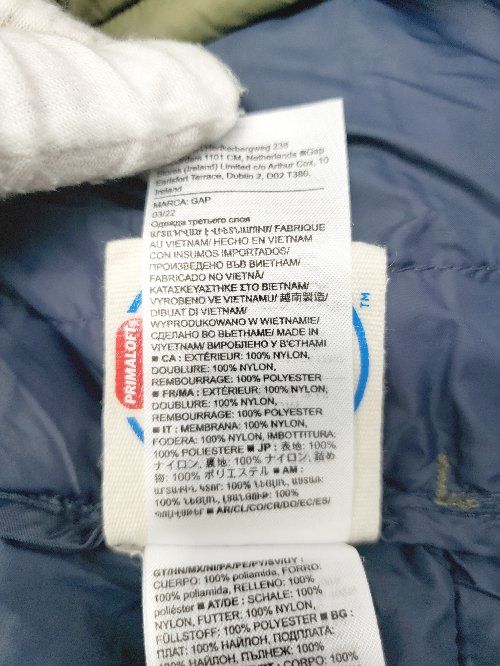 Herikerbergweg 238
1101 CM, Netherlands ■Gap
Stores (Ireland) Limited c/o Arthur Cox, 10
Earlsfort Terrace, Dublin 2, D02 T380,
Ireland
MARCA: GAP
03/22
Одежда третьего слоя
FABRIQUÉ
AU VIETNAM/ HECHO EN VIETNAM
CON INSUMOS IMPORTADOS/
ПРОИЗВЕДЕНО ВЪВ ВИЕТНАМ/
FABRICADO NO VIETNÃ/
ΚΑΤΑΣΚΕΥΑΣΤΗΚΕ ΣΤΟ ΒΙΕΤΝΑΜ/
VYROBENO VE VIETNAMU/ 越南製造/
DIBUAT DI VIETNAM/
WYPRODUKOWANO W WIETNAMIE/
СДЕЛАНО ВО ВЬЕТНАМЕ/ MADE IN
VIYETNAM/ ВИРОБЛЕНО У В'ЄТНАМІ
■ CA : EXTÉRIEUR: 100% NYLON,
DOUBLURE: 100% NYLON,
REMBOURRAGE: 100% POLYESTER
■ FR/MA : EXTÉRIEUR: 100% NYLON,
DOUBLURE: 100% NYLON,
REMBOURRAGE: 100% POLYESTER
■ IT : MEMBRANA: 100% NYLON,
FODERA: 100% NYLON, IMBOTTITURA:
100% POLIESTERE ■ JP : 表地: 100%
ナイロン, 裏地: 100% ナイロン, 詰め
物: 100% ポリエステル ■ AM :
100%
■ AR/CL/CO/CR/DO/EC/ES/
GT/HN/MX/NI/PA/PE/PY/SV/UY :
CUERPO: 100% poliamida, FORRO:
100% poliamida, RELLENO: 100%
poliéster ■ AT/DE : SCHALE: 100%
NYLON, FUTTER: 100% NYLON,
FÜLLSTOFF: 100% POLYESTER ■ BG :
ПЛАТ: 100% НАЙЛОН, ПОДПЛАТА:
100% НАЙЛОН, ПЪЛНЕЖ: 100%
CORPO: 100%
PRIMALOFT
TM